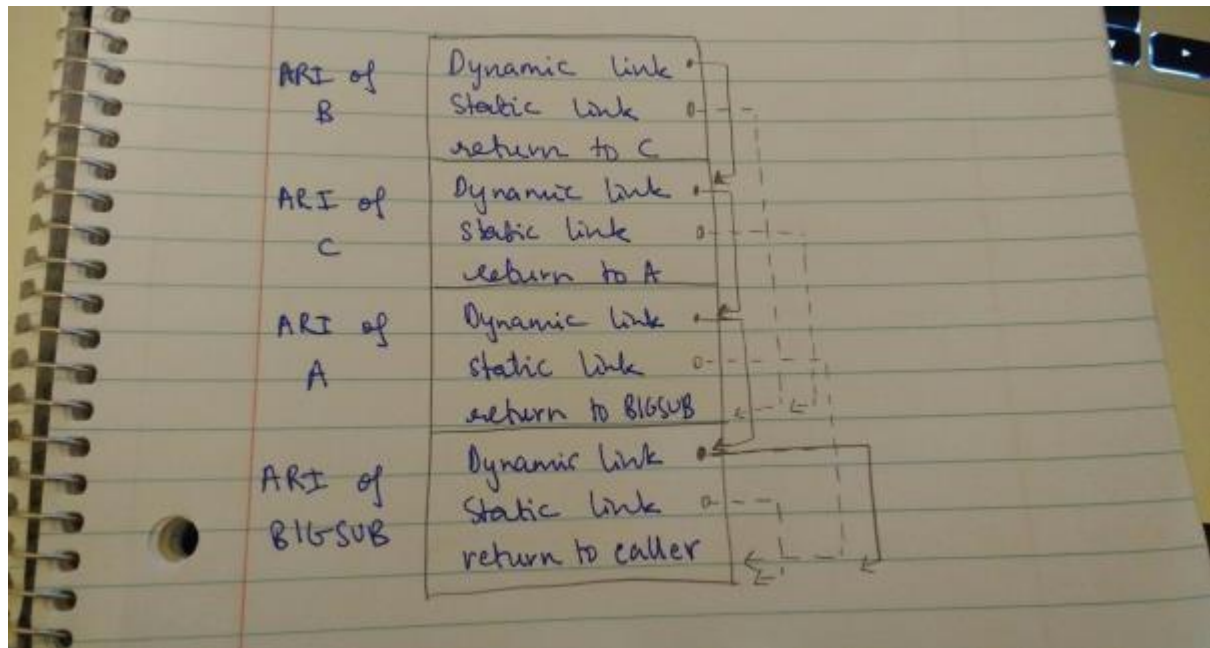 ARI of
B
Dynamic link
Static link
return to C
ARI of
C
Dynamic link
Static link
return to A
ARI of
A
Dynamic link
static link
return to BIGSUB
ARI of
BIGSUB
Dynamic link
Static link
return to caller